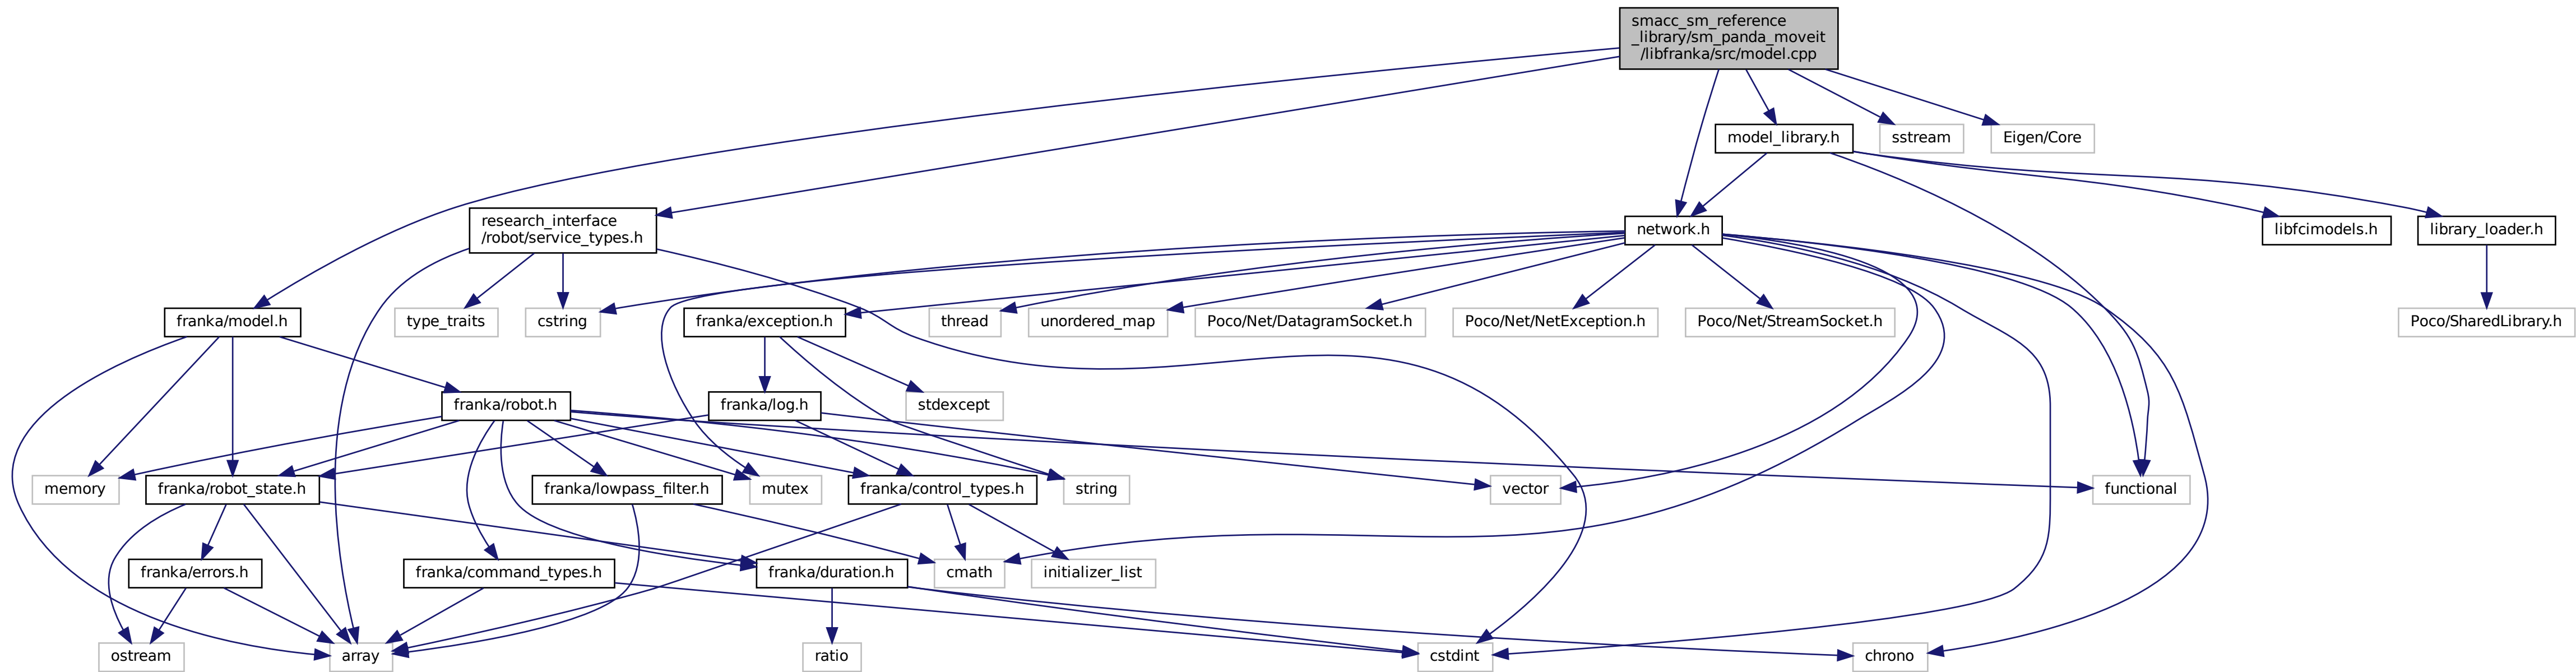 smacc_sm_reference
_library/sm_panda_moveit
/libfranka/src/model.cpp
model_library.h
sstream
Eigen/Core
research_interface
/robot/service_types.h
network.h
libfcimodels.h
library_loader.h
franka/model.h
type_traits
cstring
franka/exception.h
thread
unordered_map
Poco/Net/DatagramSocket.h
Poco/Net/NetException.h
Poco/Net/StreamSocket.h
Poco/SharedLibrary.h
franka/robot.h
franka/log.h
stdexcept
memory
franka/robot_state.h
franka/lowpass_filter.h
mutex
franka/control_types.h
string
vector
functional
franka/errors.h
franka/command_types.h
franka/duration.h
cmath
initializer_list
ostream
array
ratio
cstdint
chrono